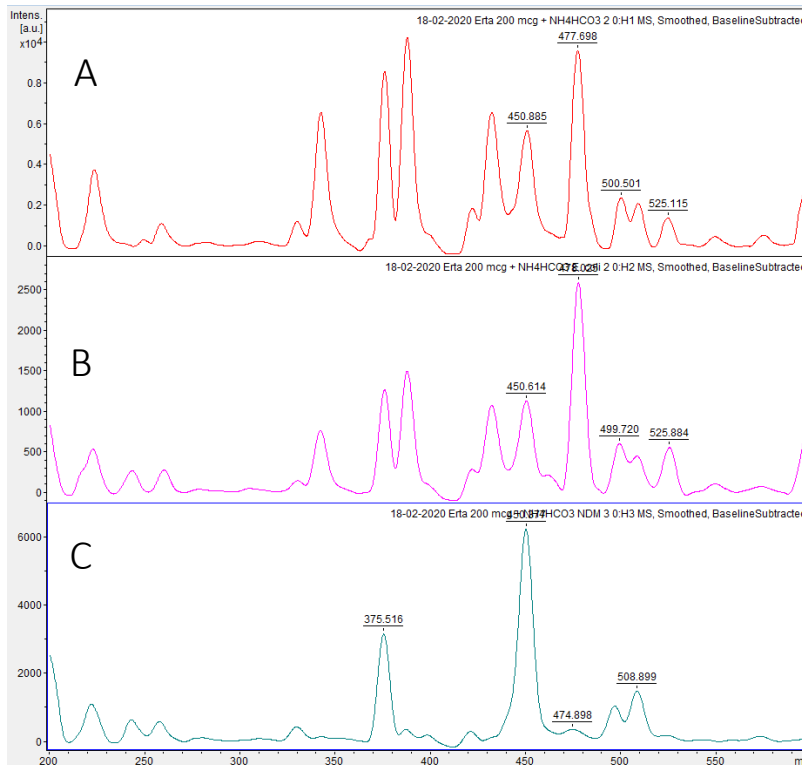 Intens.
[a.u.]
x10⁴
18-02-2020 Erta 200 mcg + NH4HCO3 2 0:H1 MS, Smoothed, BaselineSubtracted
A
477.698
450.885
500.501
525.115
0.8
0.6
0.4
0.2
0.0
18-02-2020 Erta 200 mcg + NH4HCO3 E. coli 2 0:H2 MS, Smoothed, BaselineSubtracted
478.025
B
450.614
499.720
525.884
2500
2000
1500
1000
500
0
18-02-2020 Erta 200 mcg + NH4HCO3 NDM 3 0:H3 MS, Smoothed, BaselineSubtracted
C
375.516
474.898
508.899
6000
4000
2000
0
200 250 300 350 400 450 500 550